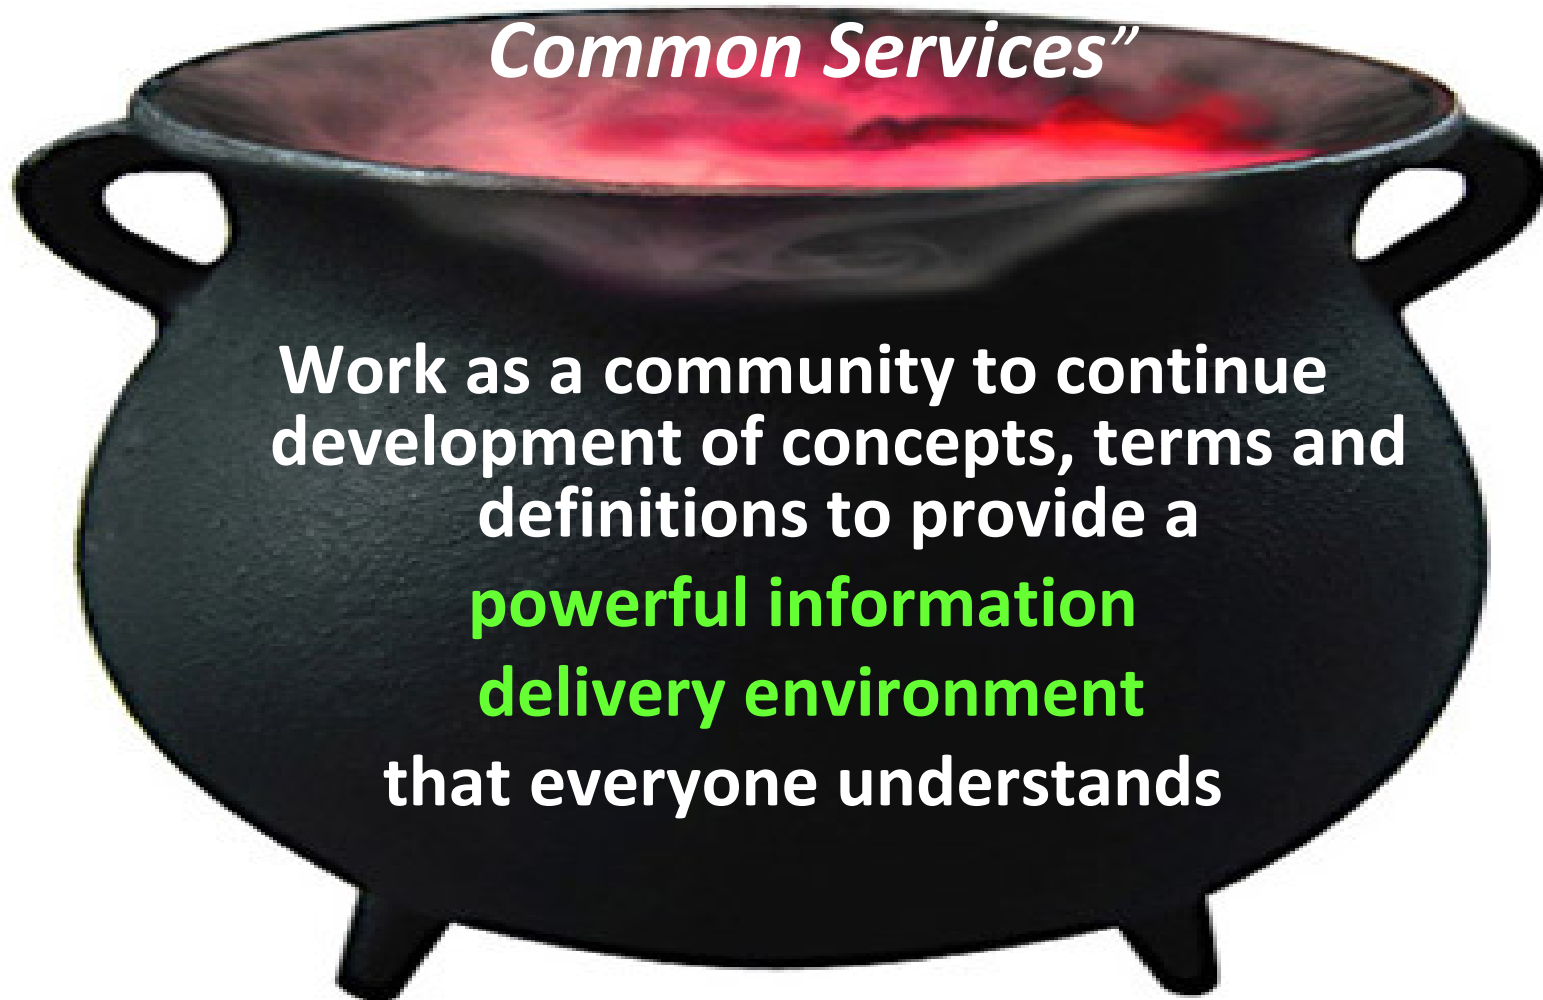 Common Services”
Work as a community to continue
development of concepts, terms and
definitions to provide a
powerful information
delivery environment
that everyone understands